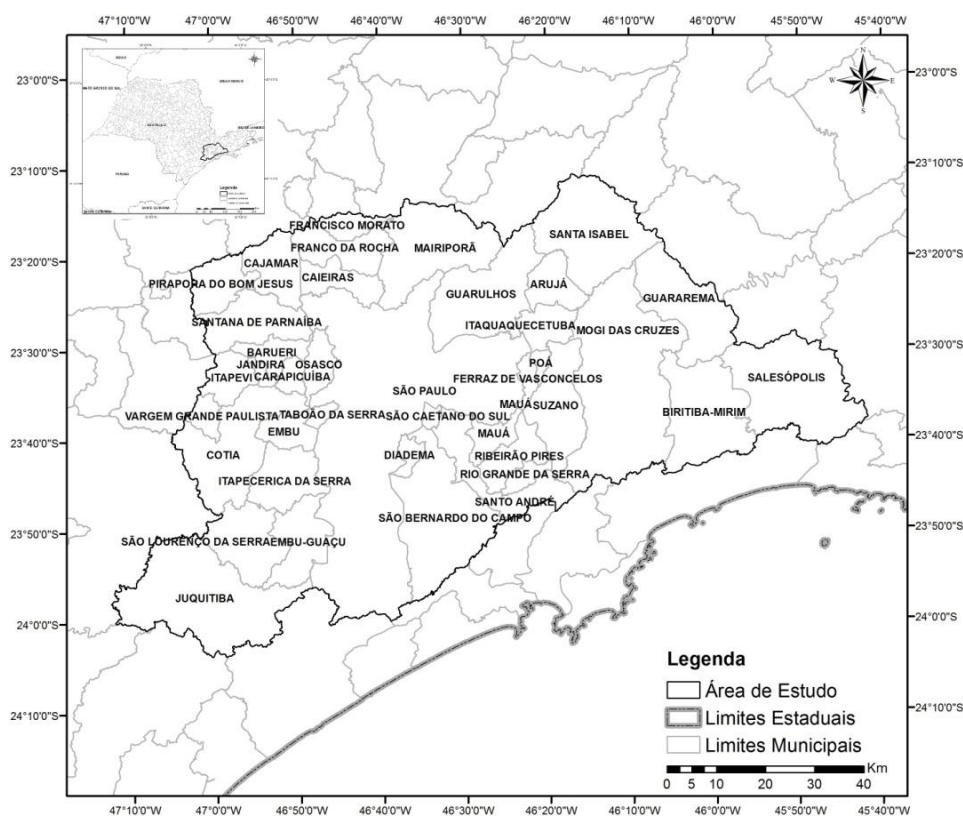 47°10'0"W 47°0'0"W 46°50'0"W 46°40'0"W 46°30'0"W 46°20'0"W 46°10'0"W 46°0'0"W 45°50'0"W 45°40'0"W
N
W E
S
Legenda
23°0'0"S 23°0'0"S
23°10'0"S 23°10'0"S
FRANCISCO MORATO
SANTA ISABEL
FRANCO DA ROCHA MAIRIPORÃ
23°20'0"S 23°20'0"S
CAJAMAR
CAIEIRAS
PIRAPORA DO BOM JESUS ARUJÁ
GUARULHOS GUARAREMA
SANTANA DE PARNAÍBA ITAQUAQUECETUBA MOGI DAS CRUZES
23°30'0"S 23°30'0"S
BARUERI
JANDIRA OSASCO POÁ
ITAPEVI CARAPICUÍBA FERRAZ DE VASCONCELOS SALESÓPOLIS
SÃO PAULO
MAUÁ SUZANO
VARGEM GRANDE PAULISTA TABOÃO DA SERRA SÃO CAETANO DO SUL BIRITIBA-MIRIM
EMBU MAUÁ
23°40'0"S 23°40'0"S
COTIA DIADEMA RIBEIRÃO PIRES
ITAPECERICA DA SERRA RIO GRANDE DA SERRA
SANTO ANDRÉ
SÃO BERNARDO DO CAMPO
23°50'0"S 23°50'0"S
SÃO LOURENÇO DA SERRA EMBU-GUAÇU
JUQUITIBA
24°0'0"S 24°0'0"S
Legenda
Área de Estudo
Limites Estaduais
Limites Municipais
24°10'0"S 24°10'0"S
Km
0 5 10 20 30 40
47°10'0"W 47°0'0"W 46°50'0"W 46°40'0"W 46°30'0"W 46°20'0"W 46°10'0"W 46°0'0"W 45°50'0"W 45°40'0"W